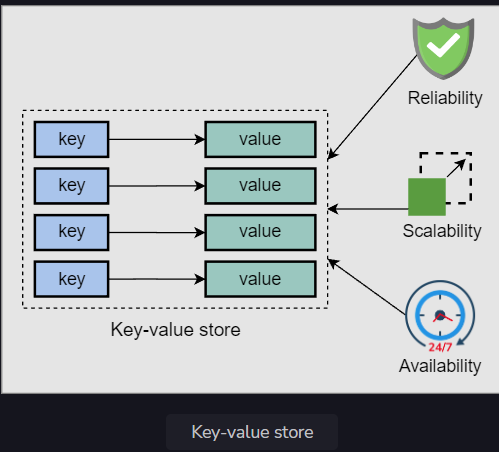 Reliability
key value
key value
Scalability
key value
key value
Key-value store
24/7
Availability
Key-value store